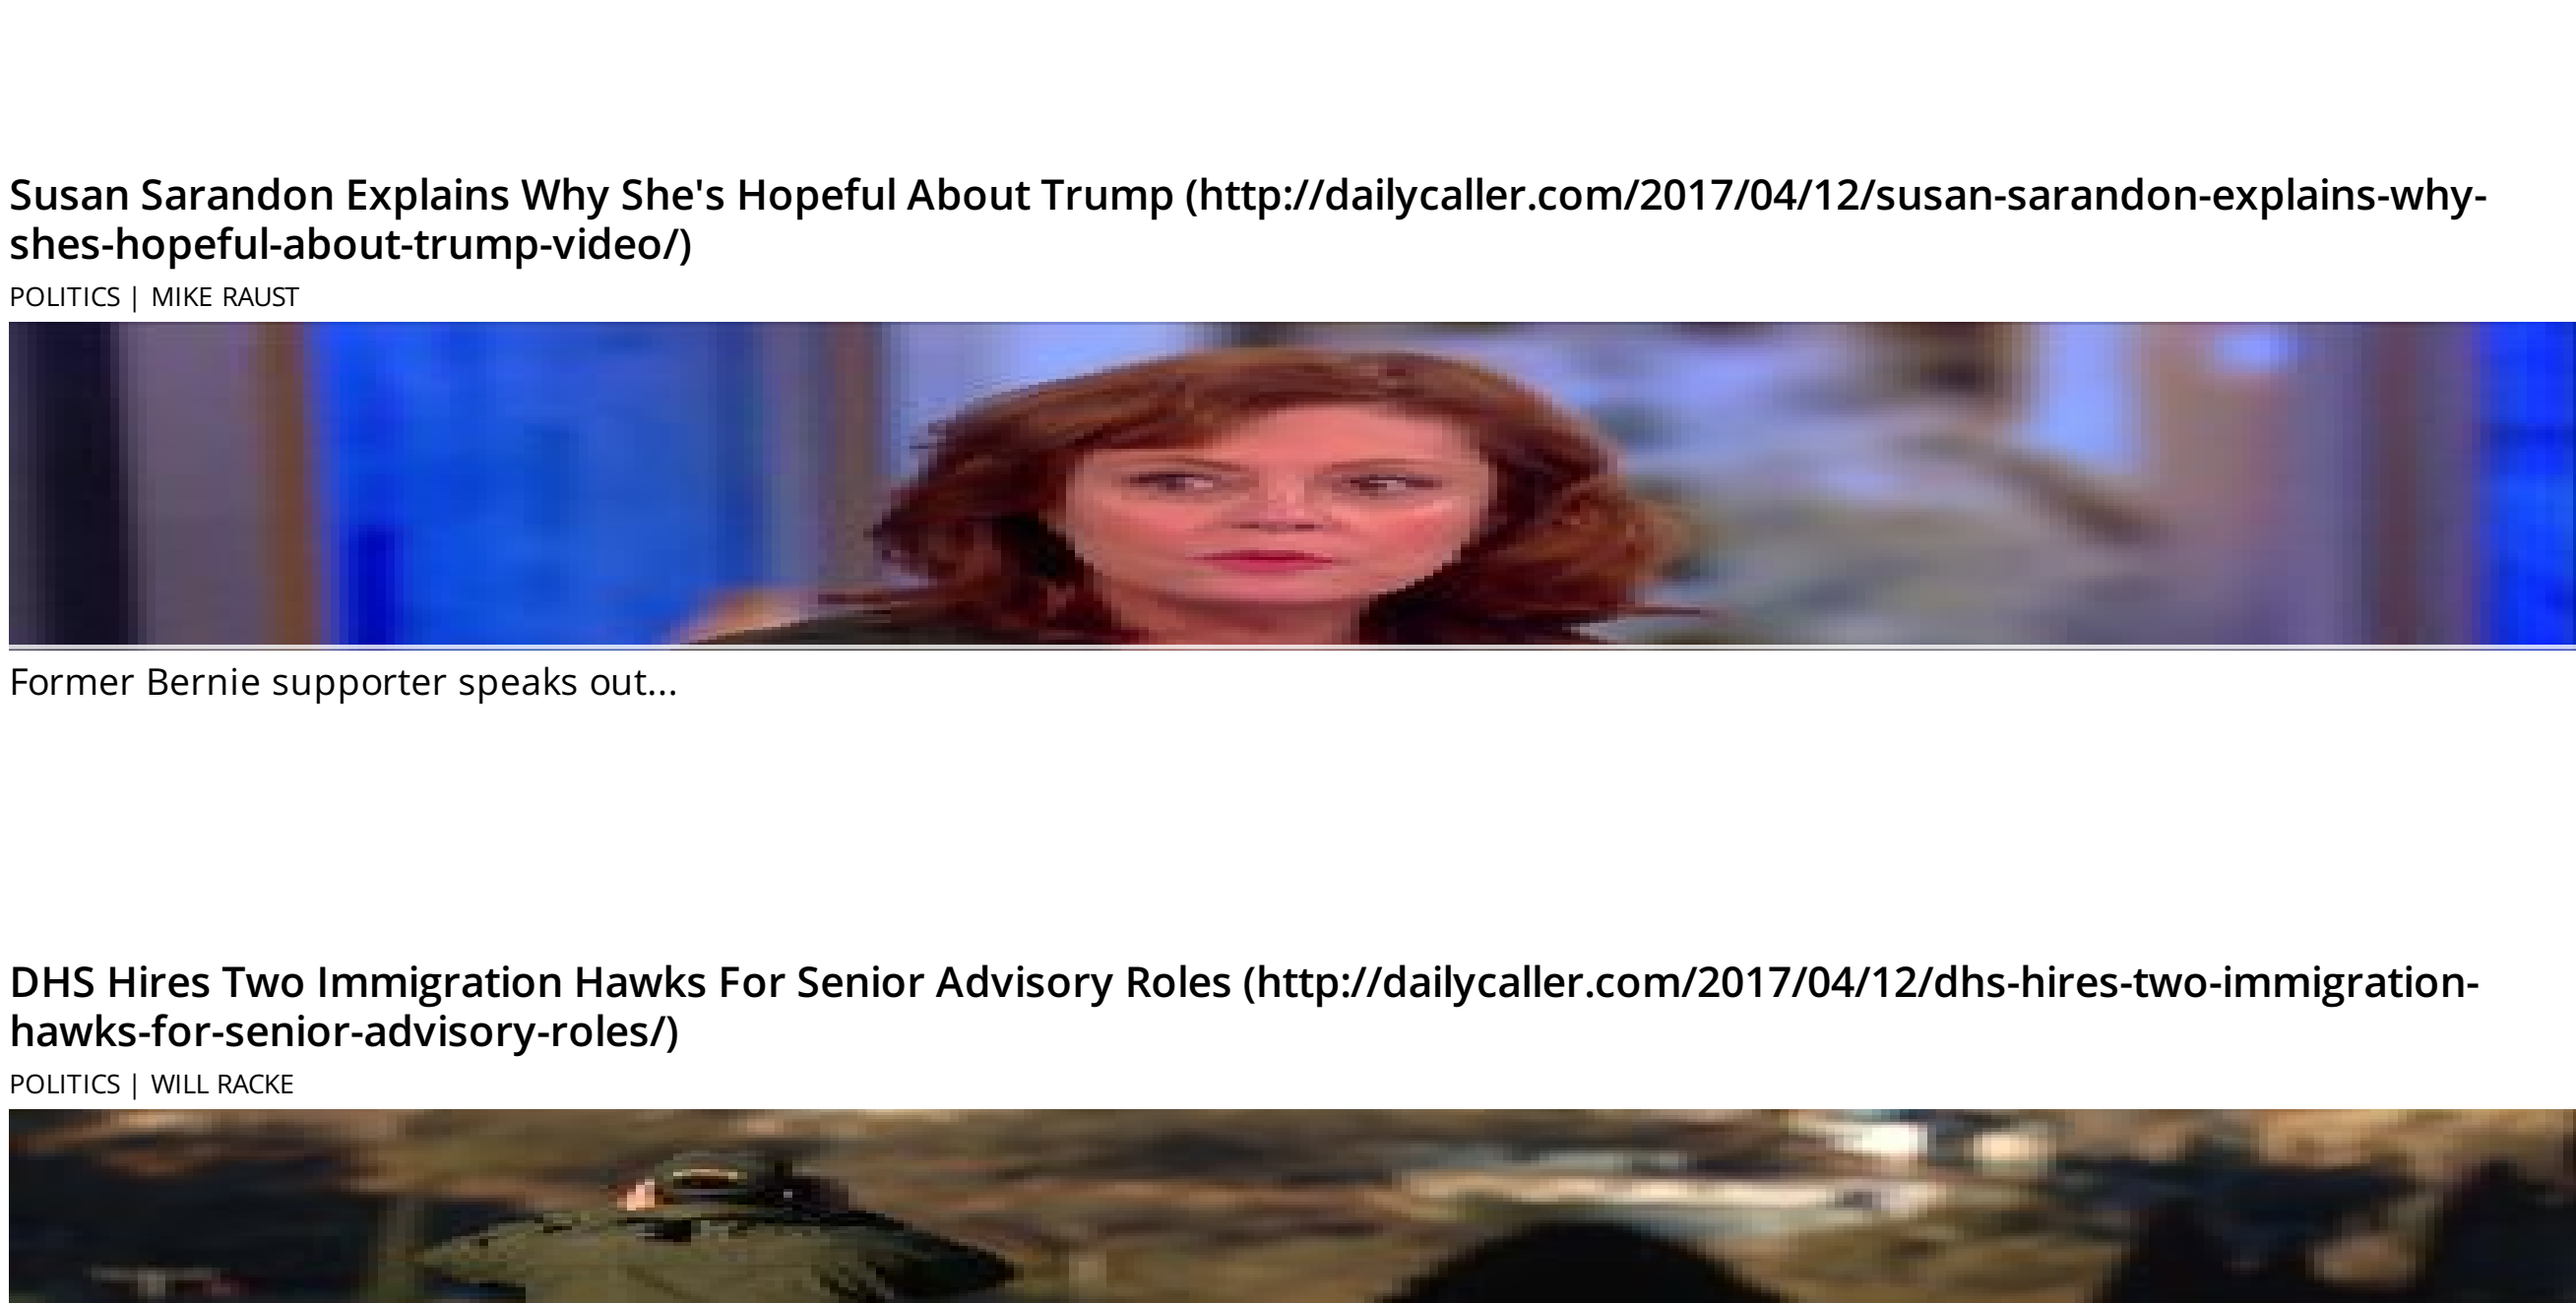 Susan Sarandon Explains Why She's Hopeful About Trump (http://dailycaller.com/2017/04/12/susan-sarandon-explains-why-
shes-hopeful-about-trump-video/)
POLITICS | MIKE RAUST
Former Bernie supporter speaks out...
DHS Hires Two Immigration Hawks For Senior Advisory Roles (http://dailycaller.com/2017/04/12/dhs-hires-two-immigration-
hawks-for-senior-advisory-roles/)
POLITICS | WILL RACKE